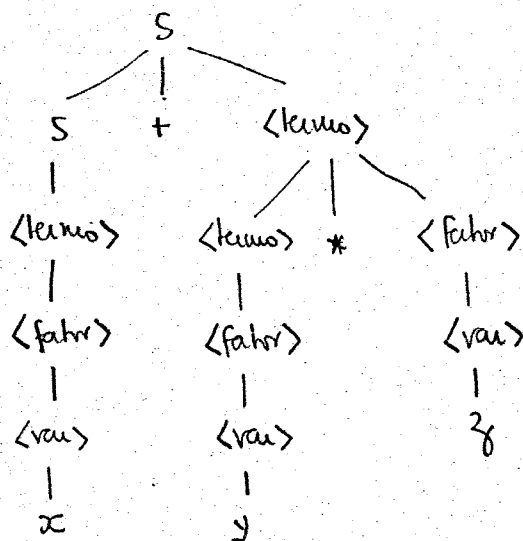 S
S + <termo>
<termo> <termo> * <fator>
<fator> <fator> <var>
<var> <var> z
x y